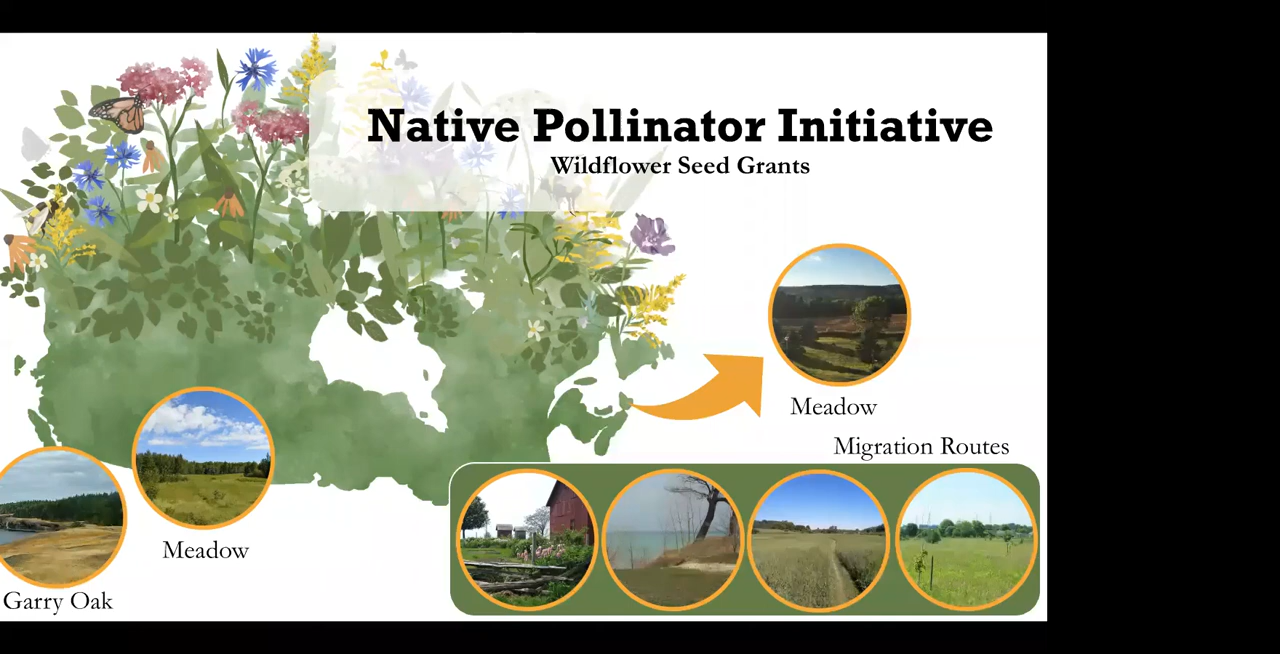 Native Pollinator Initiative
Wildflower Seed Grants
Meadow
Migration Routes
Meadow
Garry Oak